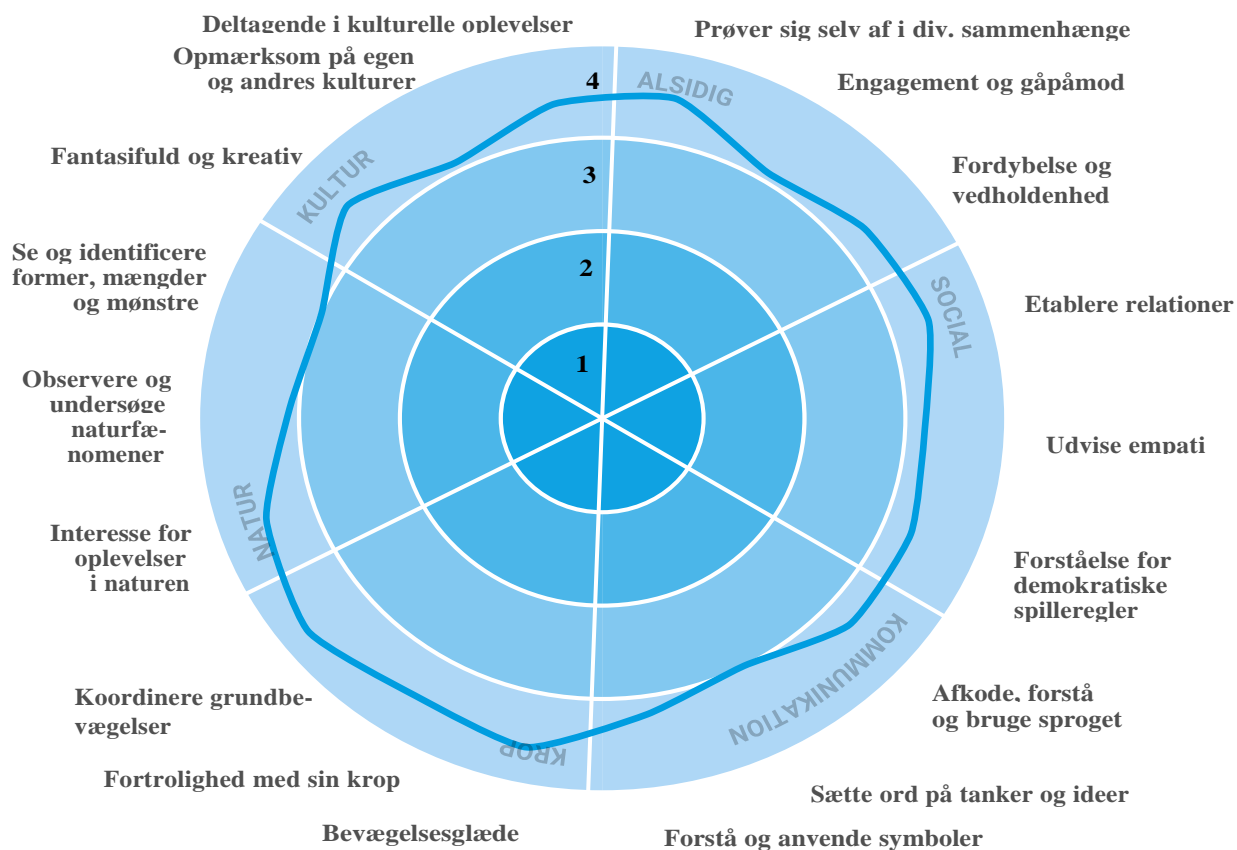 Deltagende i kulturelle oplevelser
Prøver sig selv af i div. sammenhænge
Opmærksom på egen
og andres kulturer
4
ALSIDIG
Engagement og gåpåmod
Fantasifuld og kreativ
KULTUR
3
Fordybelse og
vedholdenhed
Se og identificere
former, mængder
og mønstre
2
SOCIAL
Etablere relationer
1
Observere og
undersøge
naturfæ-
nomener
Udvise empati
NATUR
Interesse for
oplevelser
i naturen
Forståelse for
demokratiske
spilleregler
KOMMUNIKATION
Koordinere grundbe-
vægelser
Afkode, forstå
og bruge sproget
KROP
Fortrolighed med sin krop
Sætte ord på tanker og ideer
Bevægelsesglæde
Forstå og anvende symboler